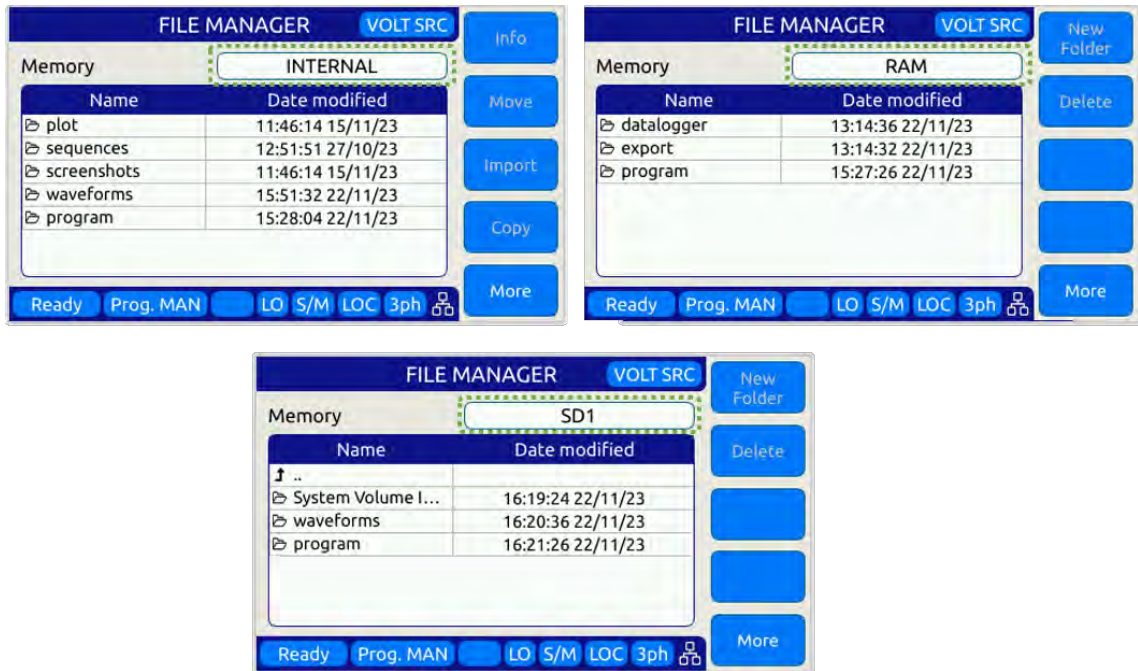 FILE MANAGER VOLT SRC
Info
Memory INTERNAL
Name Date modified
Move
plot 11:46:14 15/11/23
sequences 12:51:51 27/10/23
screenshots 11:46:14 15/11/23
Import
waveforms 15:51:32 22/11/23
program 15:28:04 22/11/23
Copy
More
Ready Prog. MAN LO S/M LOC 3ph
FILE MANAGER VOLT SRC
New
Folder
Memory RAM
Name Date modified
Delete
datalogger 13:14:36 22/11/23
export 13:14:32 22/11/23
program 15:27:26 22/11/23
More
Ready Prog. MAN LO S/M LOC 3ph
FILE MANAGER VOLT SRC
New
Folder
Memory SD1
Name Date modified
Delete
..
System Volume I... 16:19:24 22/11/23
waveforms 16:20:36 22/11/23
program 16:21:26 22/11/23
More
Ready Prog. MAN LO S/M LOC 3ph